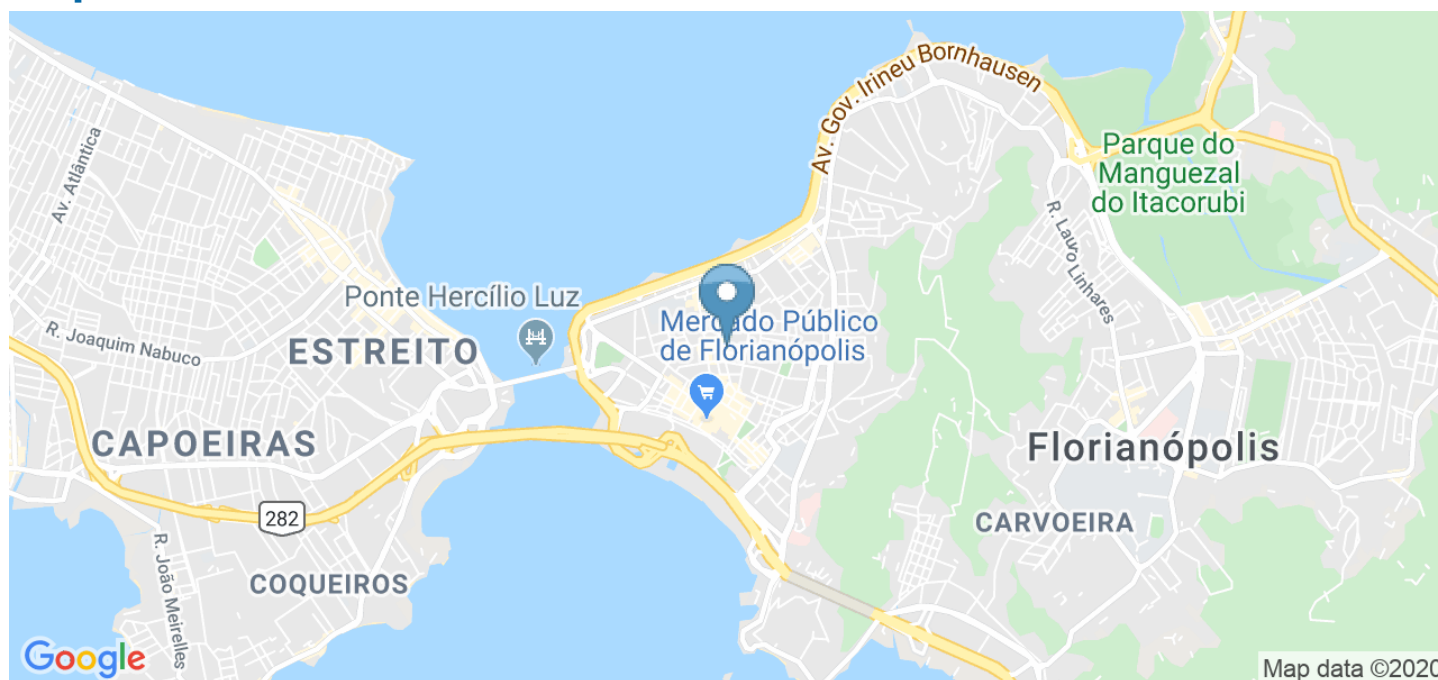 Av. Gov. Irineu Bornhausen
Av. Atlântica
Parque do
Manguezal
do Itacorubi
R. Lauro Linhares
Ponte Hercílio Luz
Mercado Público
de Florianópolis
R. Joaquim Nabuco
ESTREITO
CAPOEIRAS
Florianópolis
282
CARVOEIRA
R. João Meirelles
COQUEIROS
Google
Map data ©2020